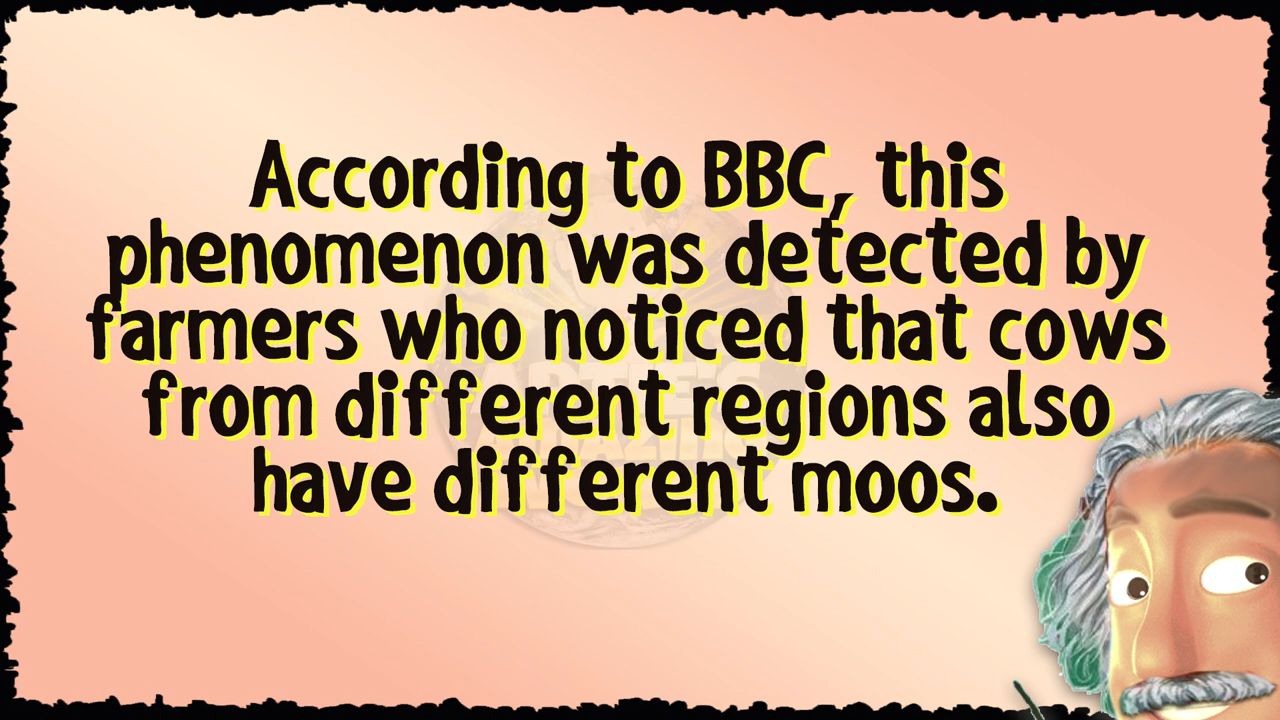 According to BBC, this
phenomenon was detected by
farmers who noticed that cows
from different regions also
have different moos.